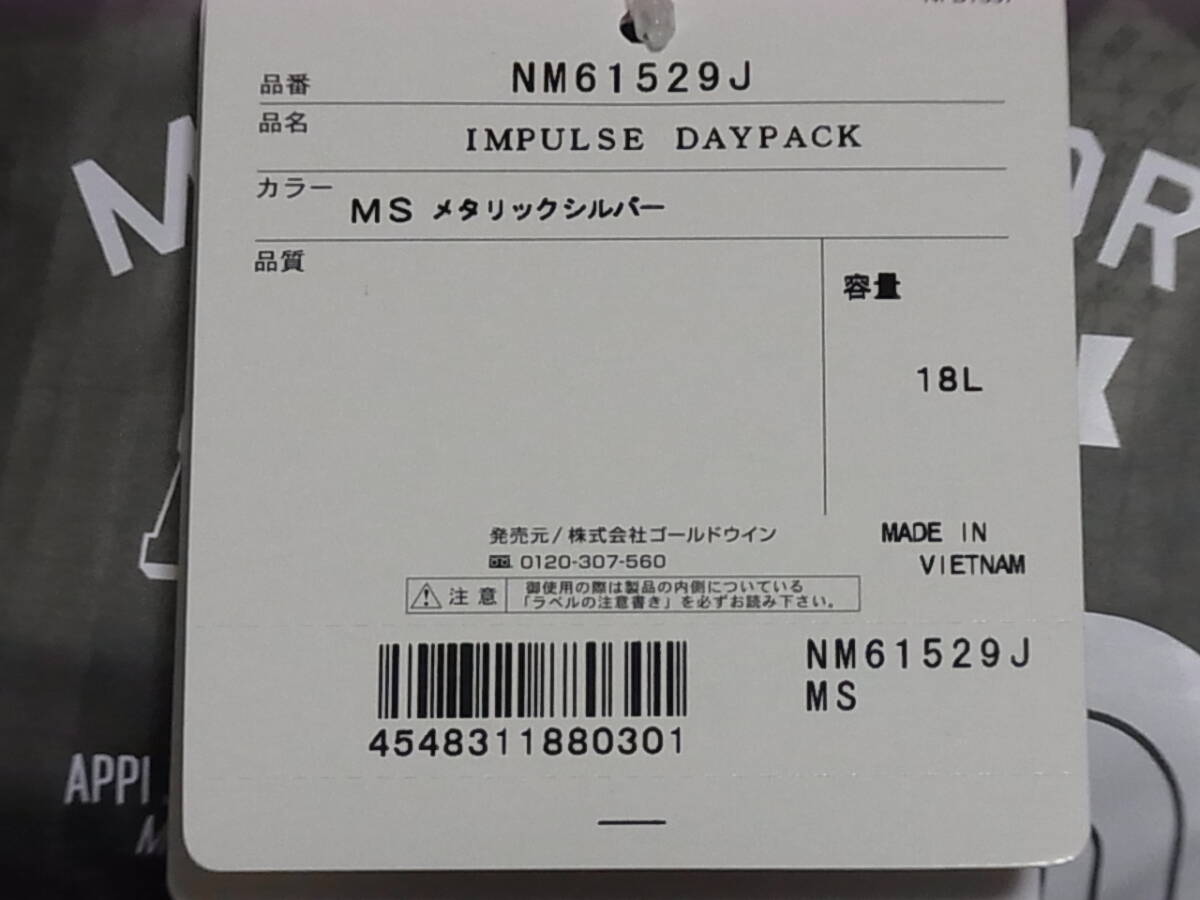 品番 NM61529J
品名 IMPULSE DAYPACK
カラー MS メタリックシルバー
品質
容量
18L
発売元/株式会社ゴールドウイン
0120-307-560
MADE IN
VIETNAM
注意
御使用の際は製品の内側についている
「ラベルの注意書き」を必ずお読み下さい。
NM61529J
MS
4548311880301
APPI